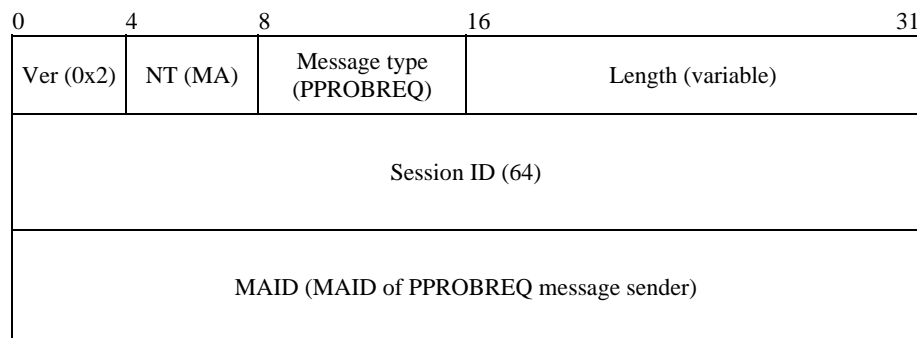 0 4 8 16 31
Ver (0x2) NT (MA) Message type
(PPROBREQ) Length (variable)
Session ID (64)
MAID (MAID of PPROBREQ message sender)